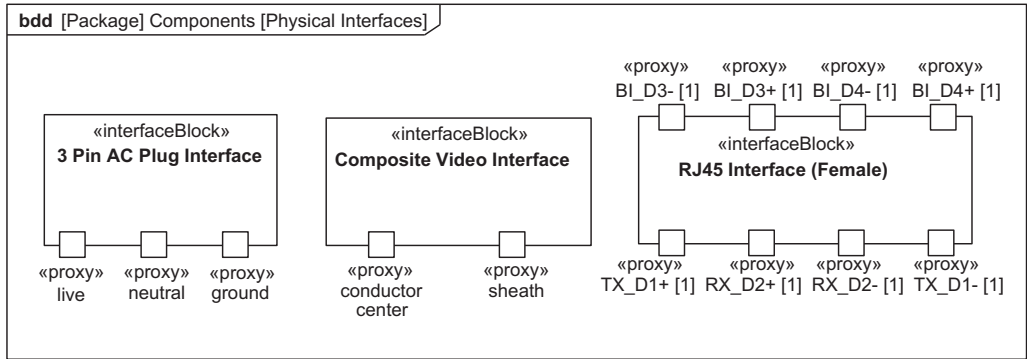 bdd [Package] Components [Physical Interfaces]
«interfaceBlock»
3 Pin AC Plug Interface
«proxy» «proxy» «proxy»
live neutral ground
«interfaceBlock»
Composite Video Interface
«proxy» «proxy»
conductor sheath
center
«proxy» «proxy» «proxy» «proxy»
BI_D3- [1] BI_D3+ [1] BI_D4- [1] BI_D4+ [1]
«interfaceBlock»
RJ45 Interface (Female)
«proxy» «proxy» «proxy» «proxy»
TX_D1+ [1] RX_D2+ [1] RX_D2- [1] TX_D1- [1]